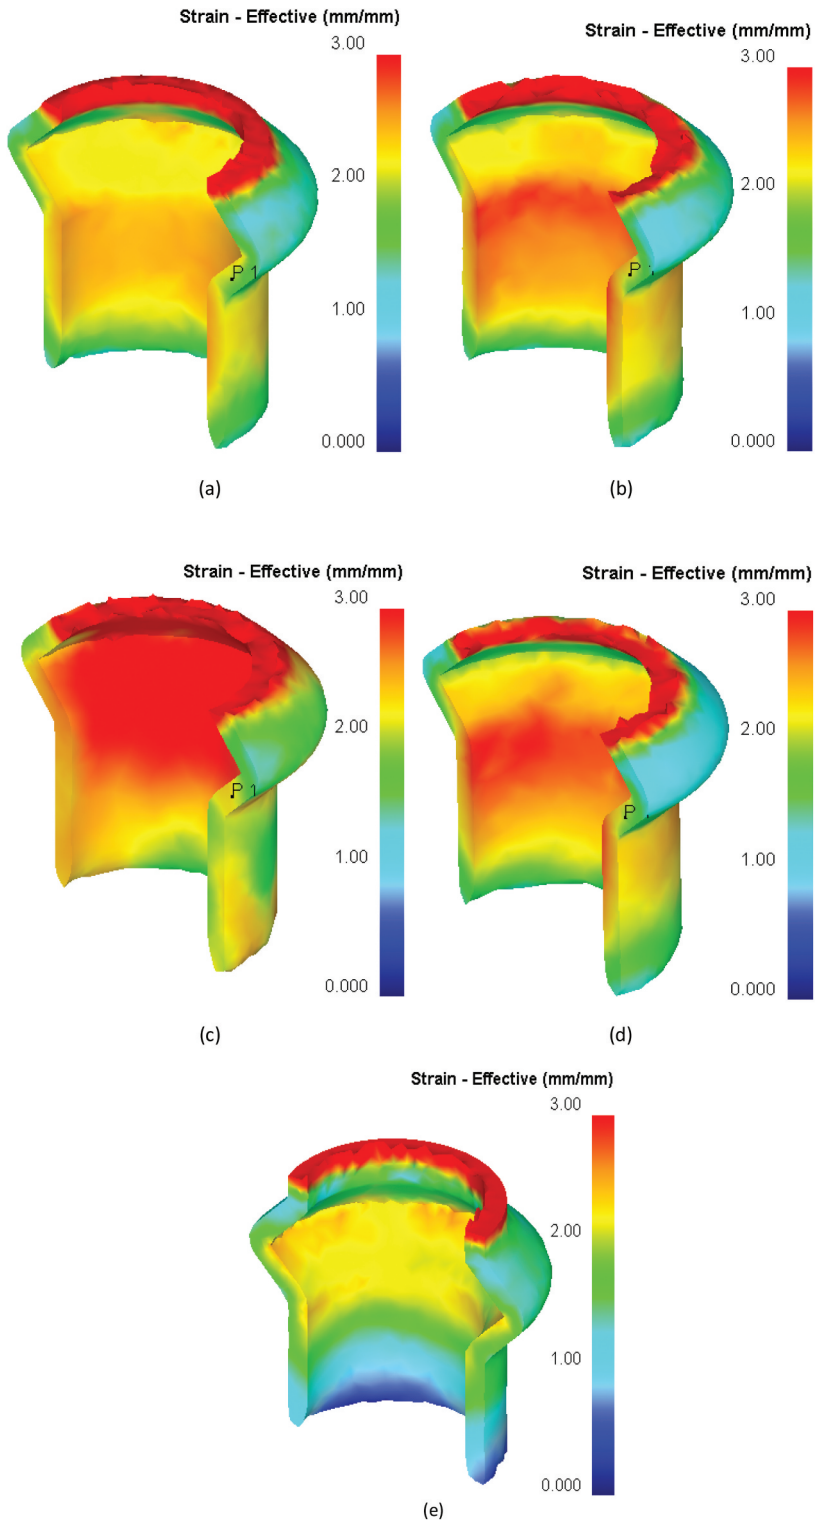 Strain - Effective (mm/mm)
3.00
2.00
1.00
0.000
P 1
(a)
Strain - Effective (mm/mm)
3.00
2.00
1.00
0.000
P
(b)
Strain - Effective (mm/mm)
3.00
2.00
1.00
0.000
P 1
(c)
Strain - Effective (mm/mm)
3.00
2.00
1.00
0.000
P
(d)
Strain - Effective (mm/mm)
3.00
2.00
1.00
0.000
(e)